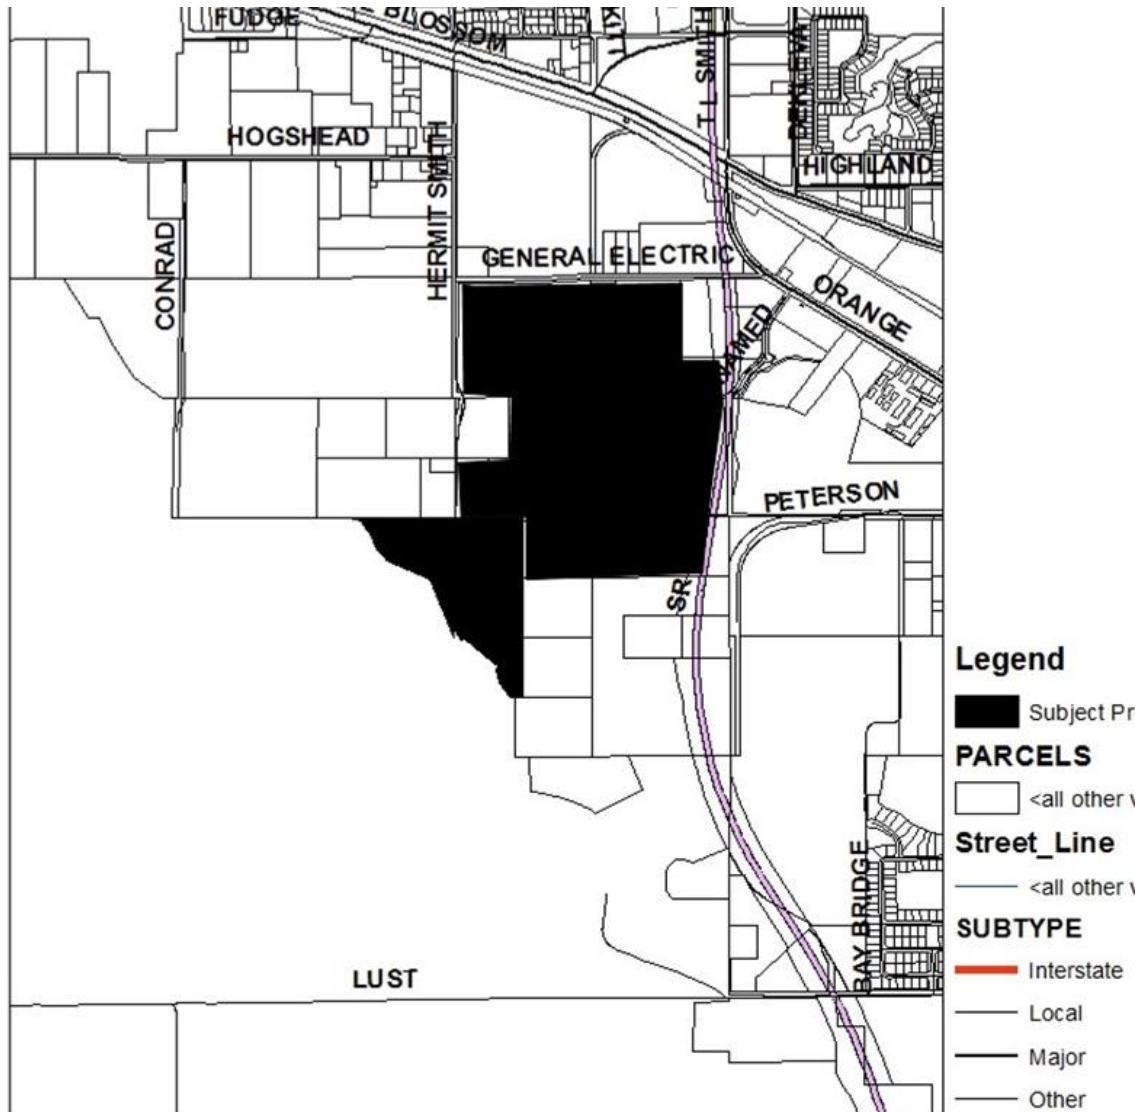 FUDGE
BLOSSOM
T L SMITH
HOGSHEAD
HERMIT SMITH
HIGHLAND
CONRAD
GENERAL ELECTRIC
ORANGE
PETERSON
SR
BAY BRIDGE
LUST
Legend
Subject Pr
PARCELS
<all other v
Street_Line
<all other v
SUBTYPE
Interstate
Local
Major
Other